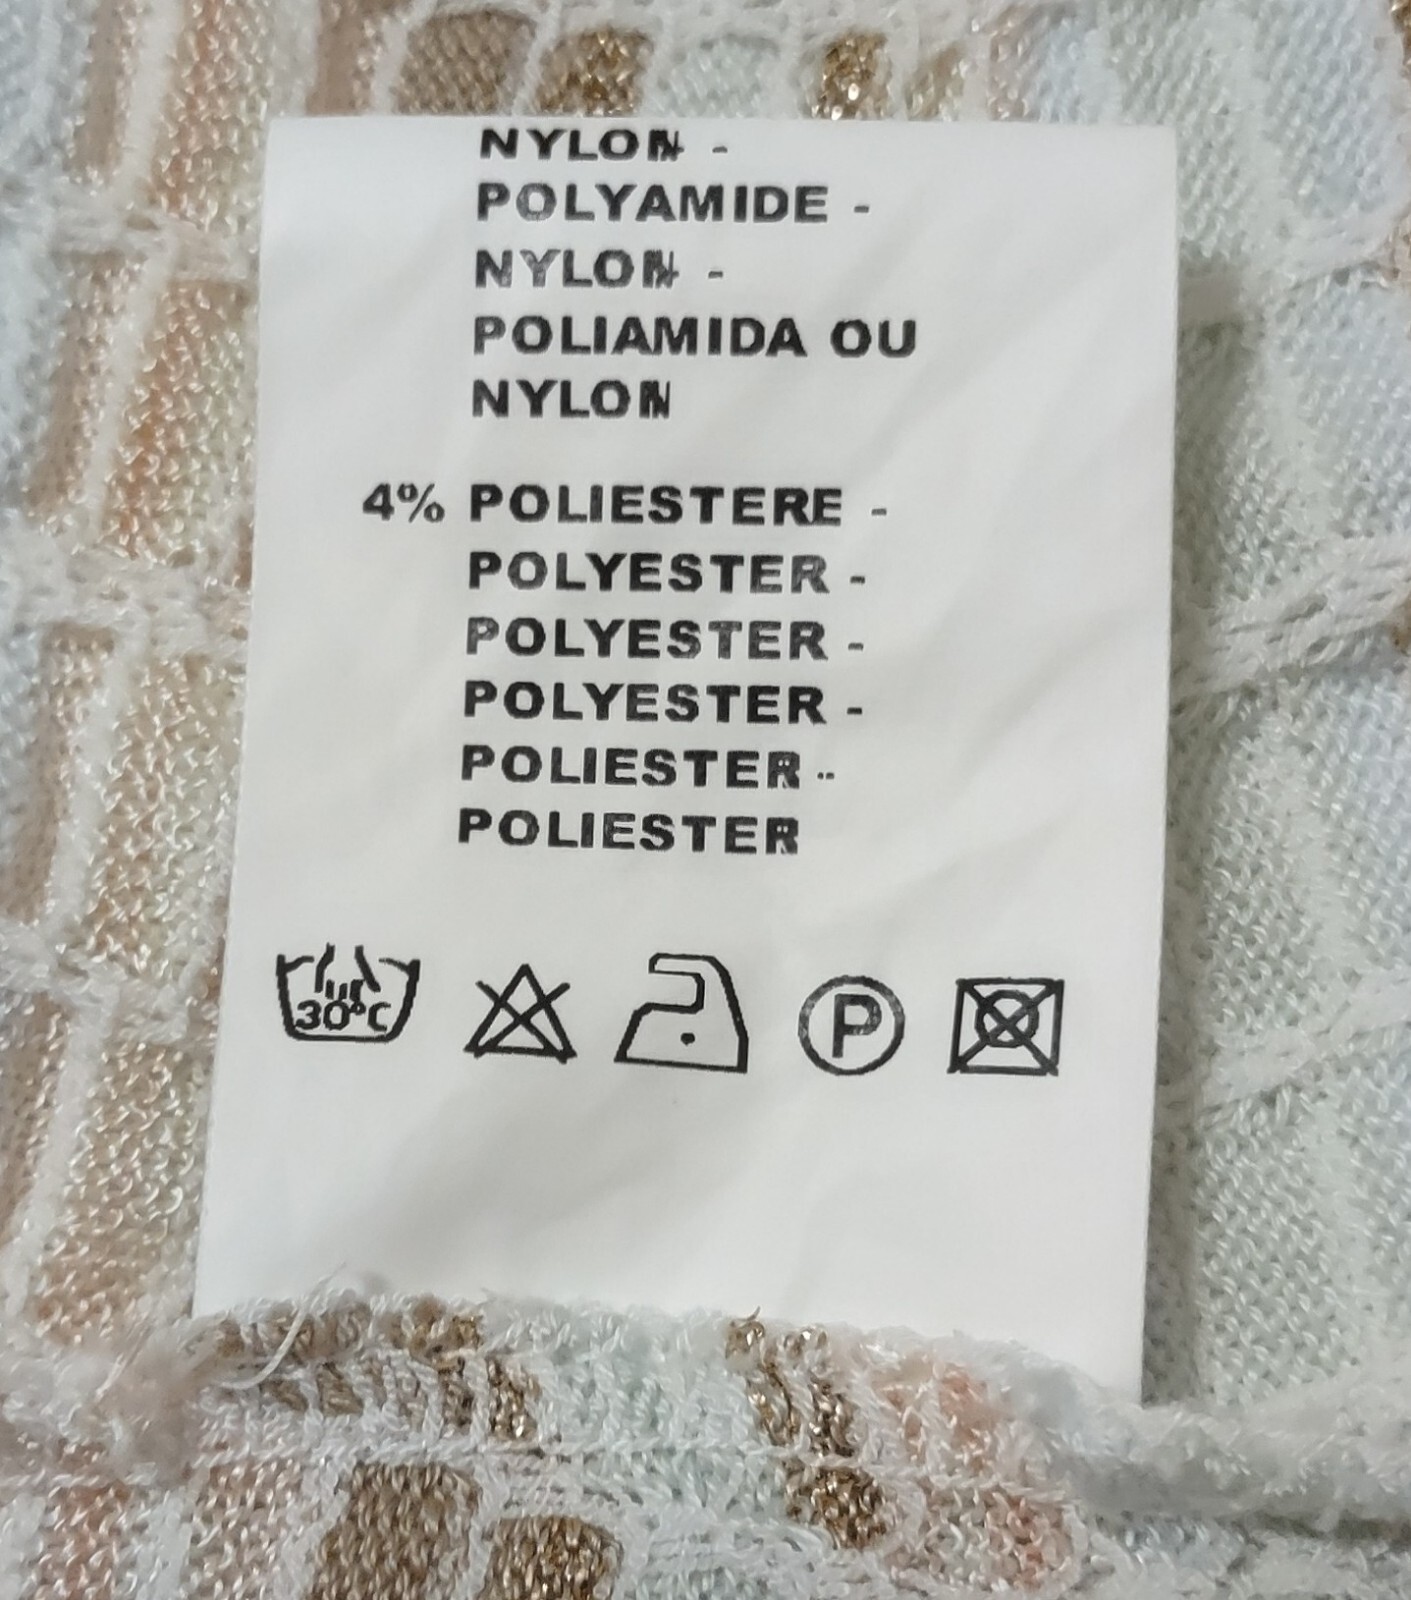 NYLON -
POLYAMIDE -
NYLON -
POLIAMIDA OU
NYLON
4% POLIESTERE -
POLYESTER -
POLYESTER -
POLYESTER -
POLIESTER -
POLIESTER
30°C P